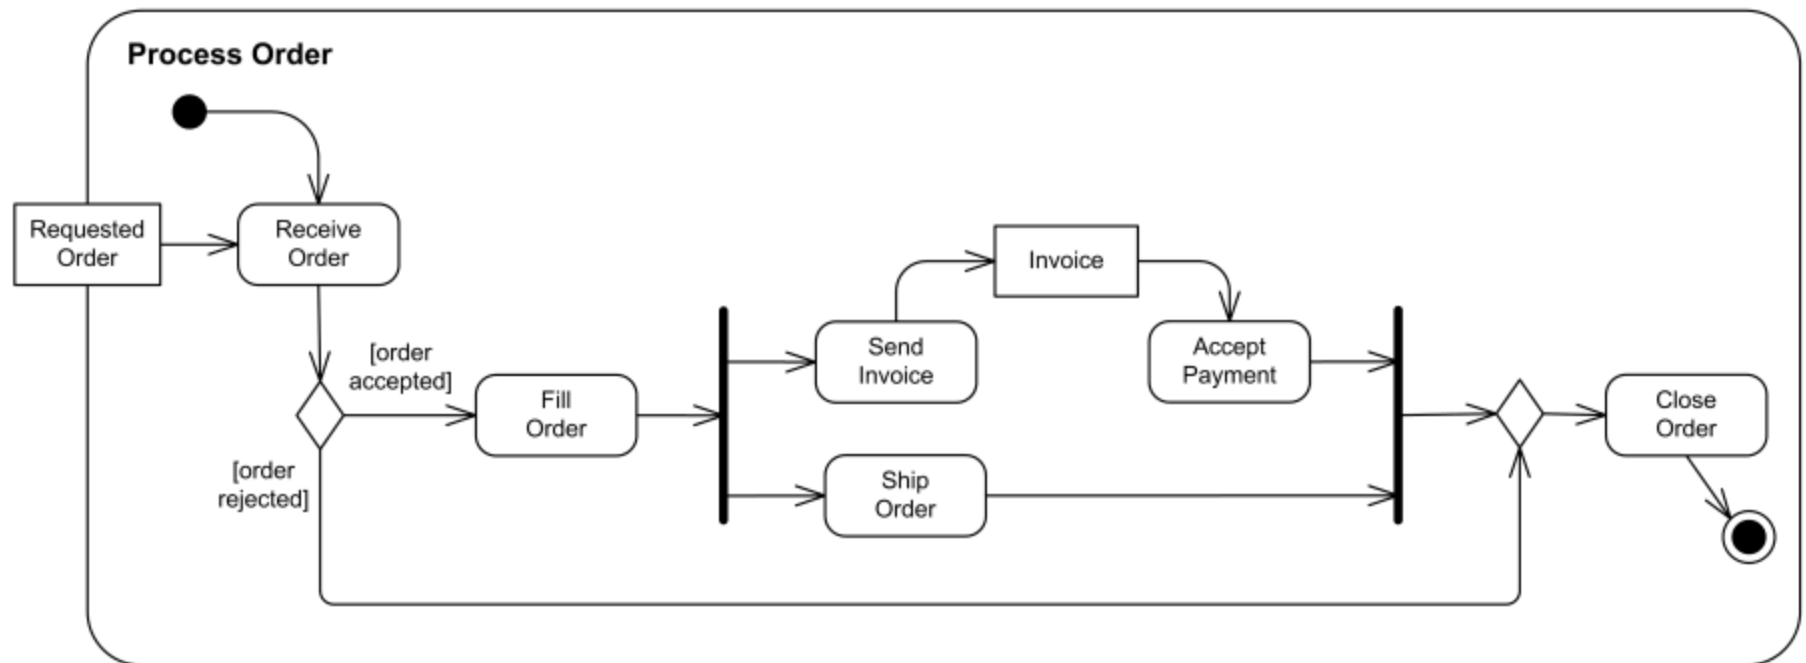 Process Order
Requested
Order
Receive
Order
[order
accepted]
[order
rejected]
Fill
Order
Send
Invoice
Invoice
Accept
Payment
Ship
Order
Close
Order